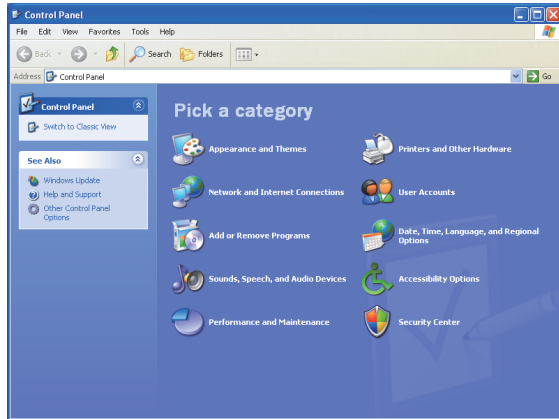 Control Panel
File Edit View Favorites Tools Help
Back Search Folders
Address Control Panel Go
Control Panel
Switch to Classic View
See Also
Windows Update
Help and Support
Other Control Panel
Options
Pick a category
Appearance and Themes
Printers and Other Hardware
Network and Internet Connections
User Accounts
Add or Remove Programs
Date, Time, Language, and Regional
Options
Sounds, Speech, and Audio Devices
Accessibility Options
Performance and Maintenance
Security Center